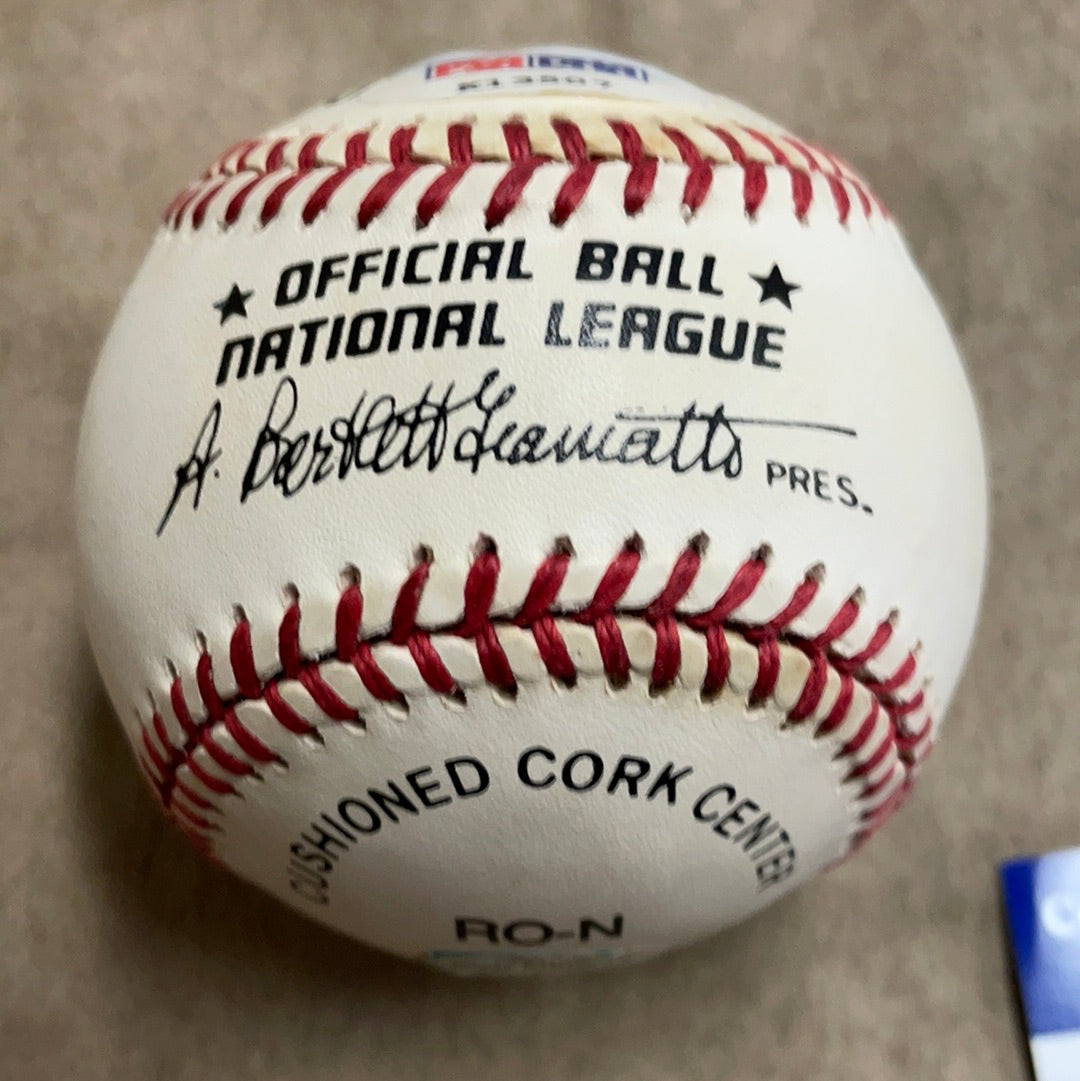 PSA DNA
OFFICIAL BALL
NATIONAL LEAGUE
A. Bartlett Giamatti PRES.
CUSHIONED CORK CENTER
RO-N